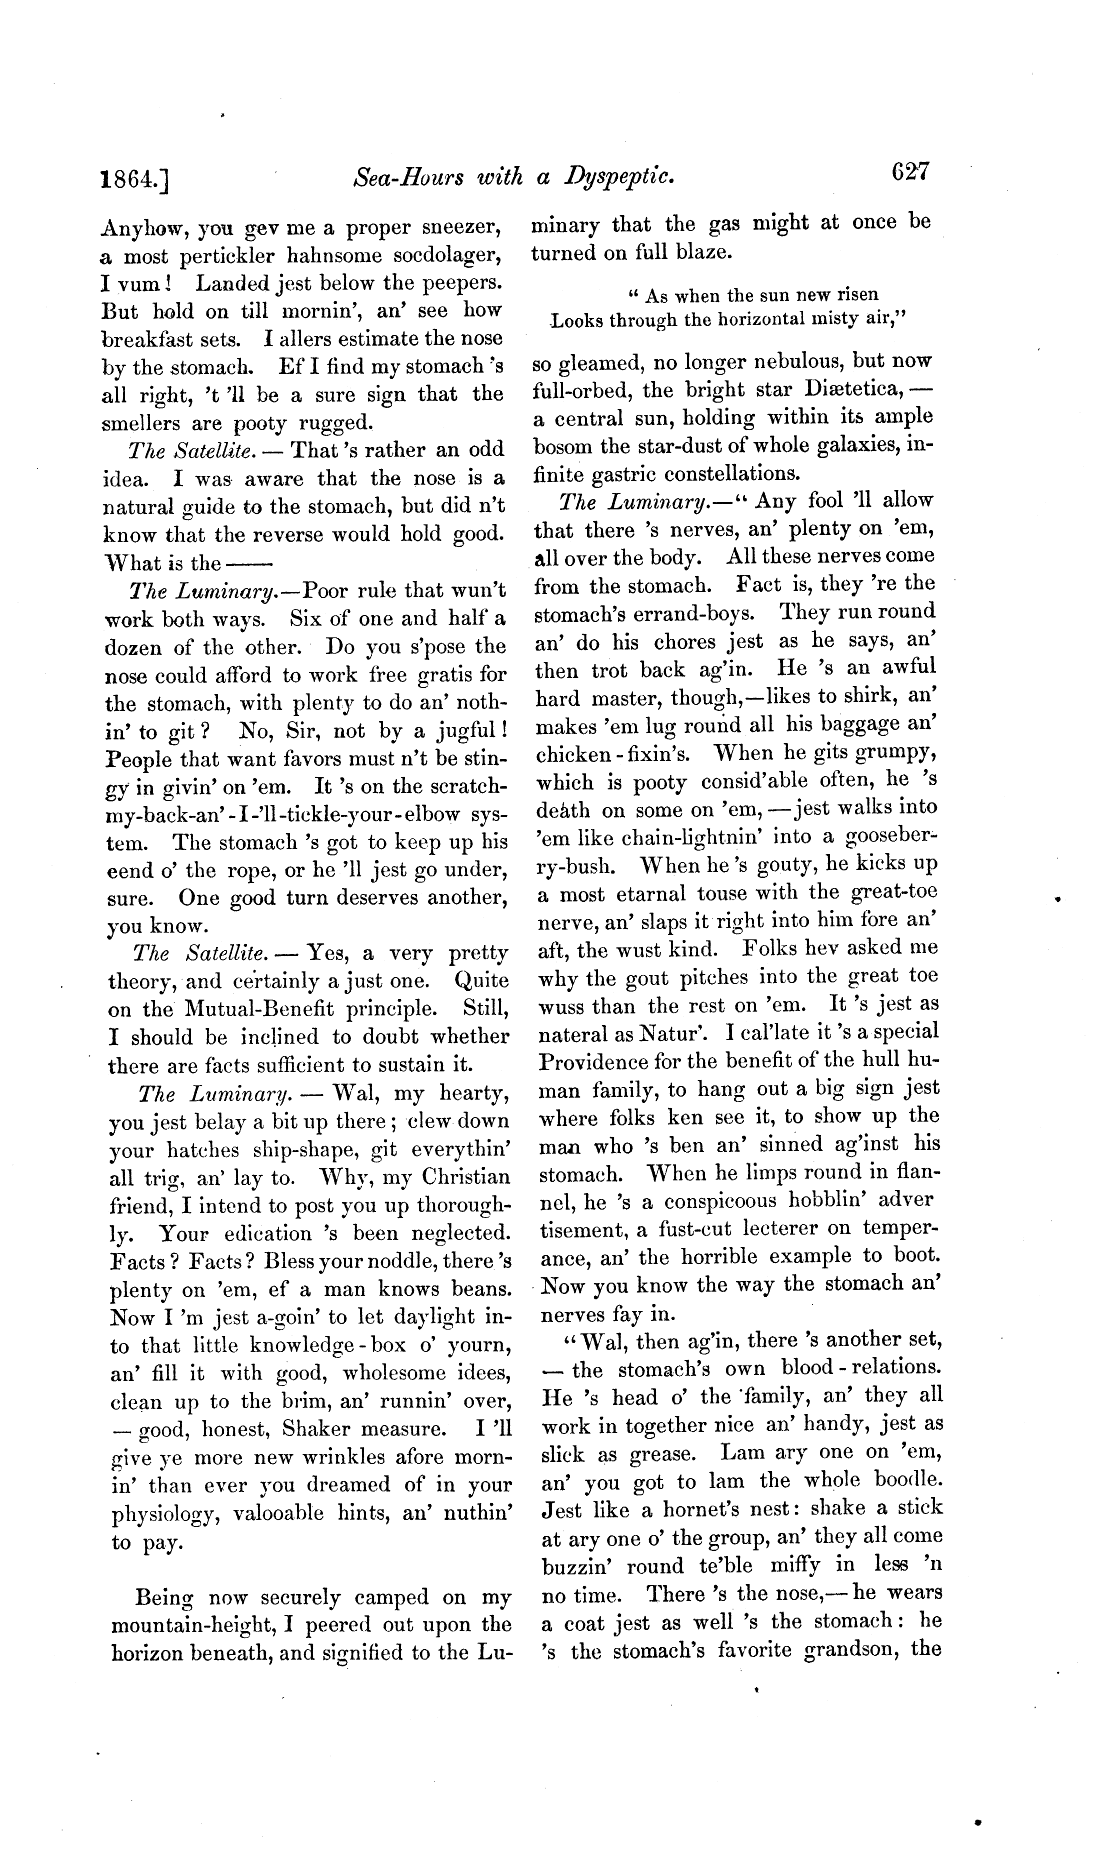 1864.] Sea-Hours with a Dyspeptic. 627
Anyhow, you gev me a proper sneezer,
a most pertickler hahnsome socdolager,
I vum! Landed jest below the peepers.
But hold on till mornin', an' see how
breakfast sets. I allers estimate the nose
by the stomach. Ef I find my stomach 's
all right, 't 'll be a sure sign that the
smellers are pooty rugged.
The Satellite. — That 's rather an odd
idea. I was aware that the nose is a
natural guide to the stomach, but did n't
know that the reverse would hold good.
What is the ——
The Luminary.—Poor rule that wun't
work both ways. Six of one and half a
dozen of the other. Do you s'pose the
nose could afford to work free gratis for
the stomach, with plenty to do an' noth-
in' to git? No, Sir, not by a jugful!
People that want favors must n't be stin-
gy in givin' on 'em. It 's on the scratch-
my-back-an'-I-'ll-tickle-your-elbow sys-
tem. The stomach 's got to keep up his
eend o' the rope, or he 'll jest go under,
sure. One good turn deserves another,
you know.
The Satellite. — Yes, a very pretty
theory, and certainly a just one. Quite
on the Mutual-Benefit principle. Still,
I should be inclined to doubt whether
there are facts sufficient to sustain it.
The Luminary. — Wal, my hearty,
you jest belay a bit up there; clew down
your hatches ship-shape, git everythin'
all trig, an' lay to. Why, my Christian
friend, I intend to post you up thorough-
ly. Your edication 's been neglected.
Facts? Facts? Bless your noddle, there 's
plenty on 'em, ef a man knows beans.
Now I 'm jest a-goin' to let daylight in-
to that little knowledge-box o' yourn,
an' fill it with good, wholesome idees,
clean up to the brim, an' runnin' over,
— good, honest, Shaker measure. I 'll
give ye more new wrinkles afore morn-
in' than ever you dreamed of in your
physiology, valooable hints, an' nuthin'
to pay.
Being now securely camped on my
mountain-height, I peered out upon the
horizon beneath, and signified to the Lu-
minary that the gas might at once be
turned on full blaze.
"As when the sun new risen
Looks through the horizontal misty air,"
so gleamed, no longer nebulous, but now
full-orbed, the bright star Diætetica, —
a central sun, holding within its ample
bosom the star-dust of whole galaxies, in-
finite gastric constellations.
The Luminary.—"Any fool 'll allow
that there 's nerves, an' plenty on 'em,
all over the body. All these nerves come
from the stomach. Fact is, they 're the
stomach's errand-boys. They run round
an' do his chores jest as he says, an'
then trot back ag'in. He 's an awful
hard master, though,—likes to shirk, an'
makes 'em lug round all his baggage an'
chicken-fixin's. When he gits grumpy,
which is pooty consid'able often, he 's
death on some on 'em, — jest walks into
'em like chain-lightnin' into a gooseber-
ry-bush. When he 's gouty, he kicks up
a most etarnal touse with the great-toe
nerve, an' slaps it right into him fore an'
aft, the wust kind. Folks hev asked me
why the gout pitches into the great toe
wuss than the rest on 'em. It 's jest as
nateral as Natur'. I cal'late it 's a special
Providence for the benefit of the hull hu-
man family, to hang out a big sign jest
where folks ken see it, to show up the
man who 's ben an' sinned ag'inst his
stomach. When he limps round in flan-
nel, he 's a conspicoous hobblin' adver
tisement, a fust-cut lecterer on temper-
ance, an' the horrible example to boot.
Now you know the way the stomach an'
nerves fay in.
"Wal, then ag'in, there 's another set,
— the stomach's own blood-relations.
He 's head o' the family, an' they all
work in together nice an' handy, jest as
slick as grease. Lam ary one on 'em,
an' you got to lam the whole boodle.
Jest like a hornet's nest: shake a stick
at ary one o' the group, an' they all come
buzzin' round te'ble miffy in less 'n
no time. There 's the nose,—he wears
a coat jest as well 's the stomach: he
's the stomach's favorite grandson, the